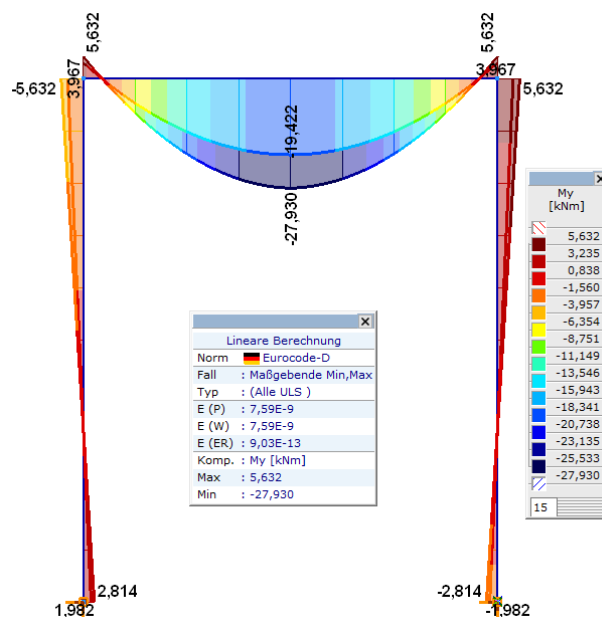 5,632
5,632
3,967
3,967
-5,632
5,632
-19,422
-27,930
My
[kNm]
5,632
3,235
0,838
-1,560
-3,957
-6,354
-8,751
-11,149
-13,546
-15,943
-18,341
-20,738
-23,135
-25,533
-27,930
15
Lineare Berechnung
Norm Eurocode-D
Fall : Maßgebende Min,Max
Typ : (Alle ULS )
E (P) : 7,59E-9
E (W) : 7,59E-9
E (ER) : 9,03E-13
Komp. : My [kNm]
Max : 5,632
Min : -27,930
2,814
-2,814
1,982
-1,982